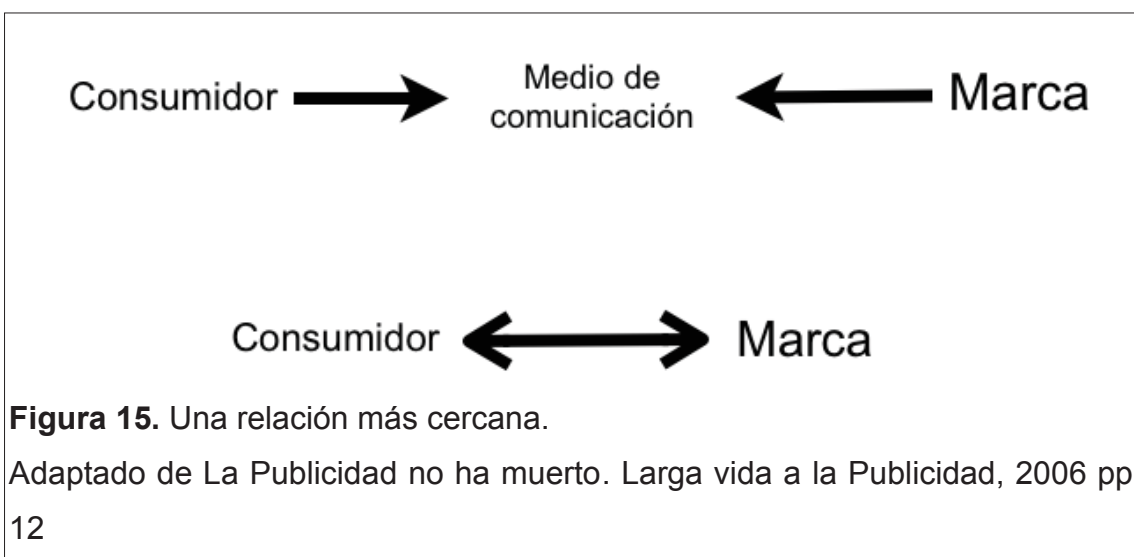 Consumidor Medio de comunicación Marca
Consumidor Marca
Figura 15. Una relación más cercana.
Adaptado de La Publicidad no ha muerto. Larga vida a la Publicidad, 2006 pp
12